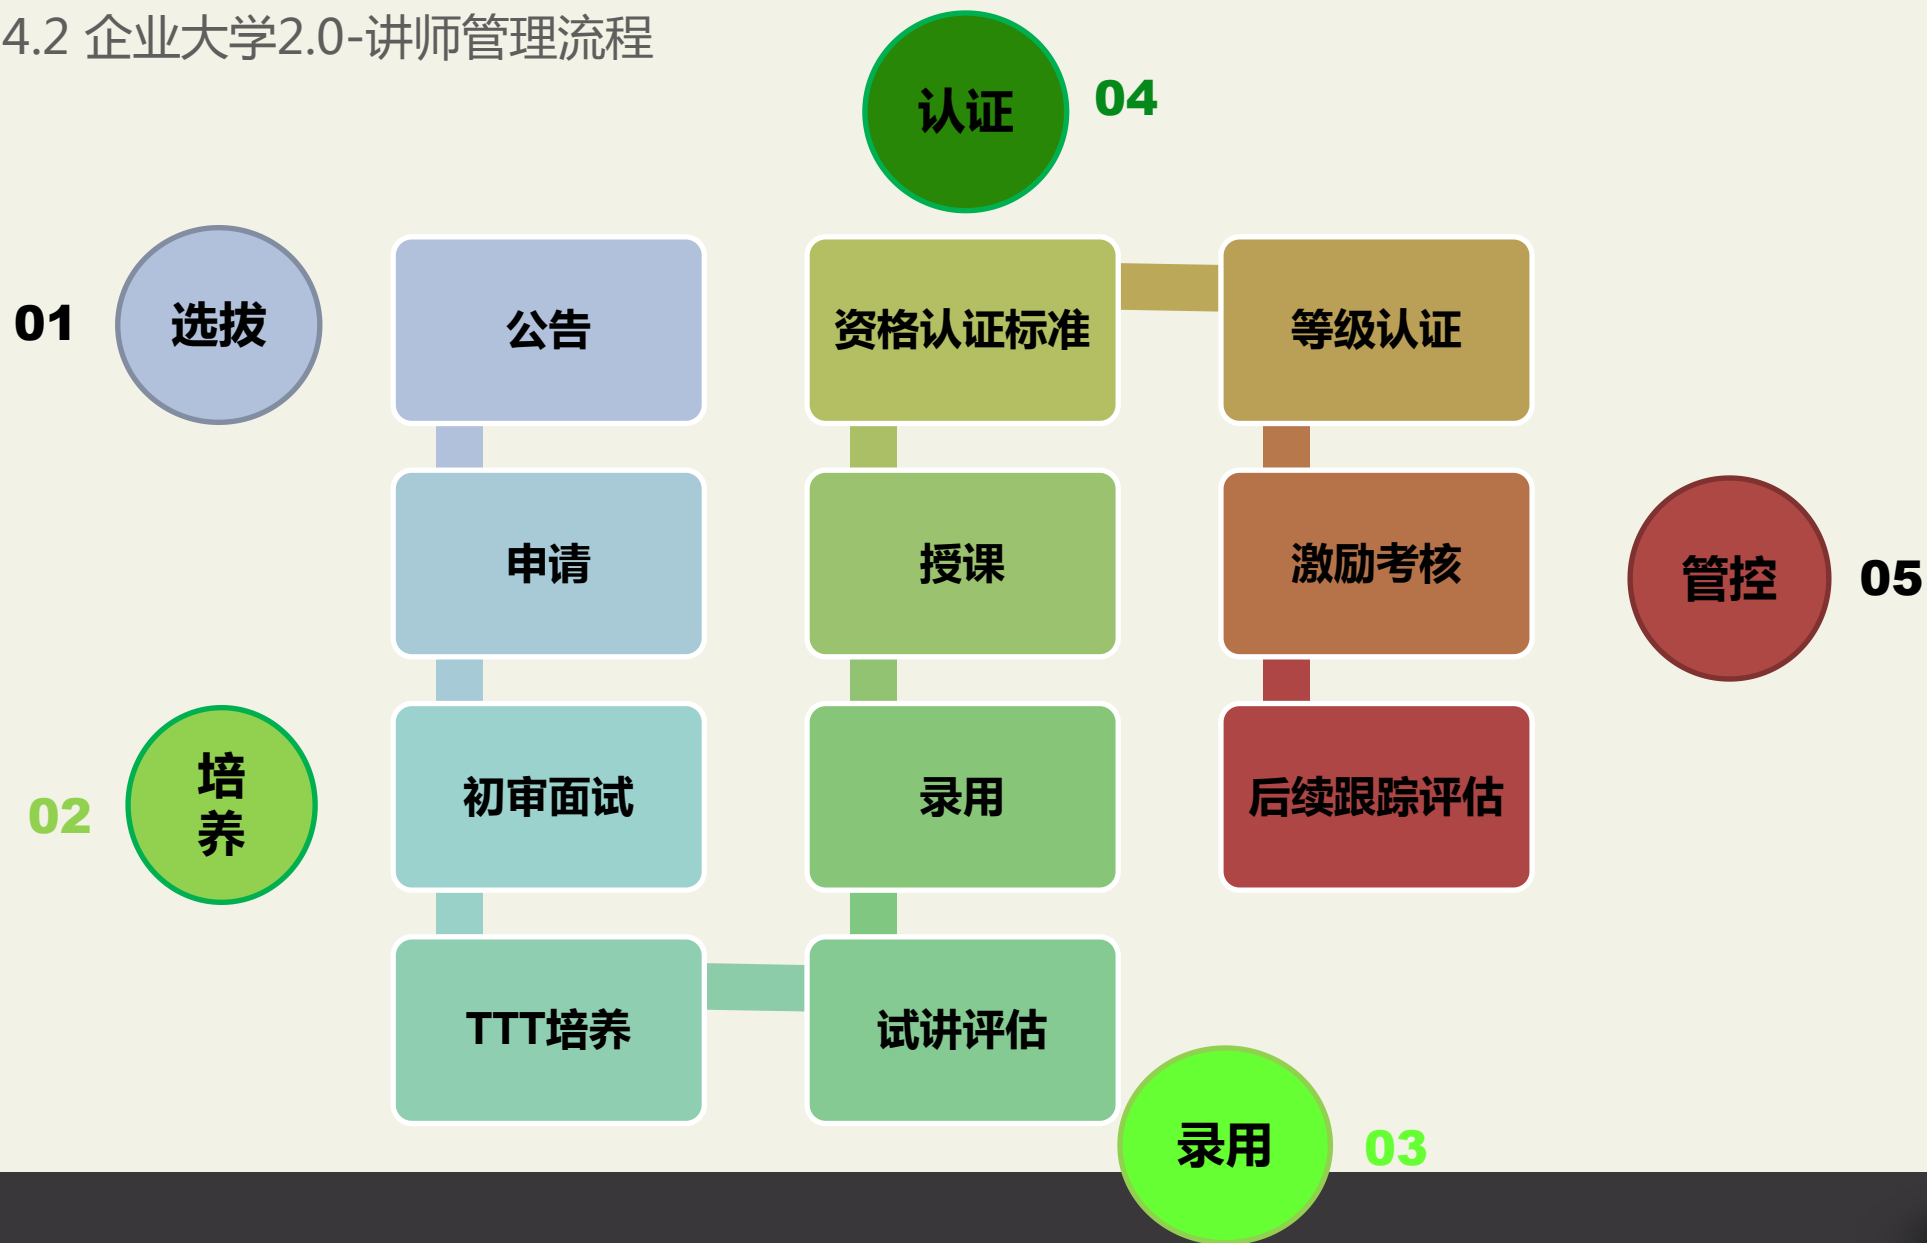 4.2 企业大学2.0-讲师管理流程
认证
04
01
选拔
公告
资格认证标准
等级认证
申请
授课
激励考核
管控
05
02
培
养
初审面试
录用
后续跟踪评估
TTT培养
试讲评估
录用
03